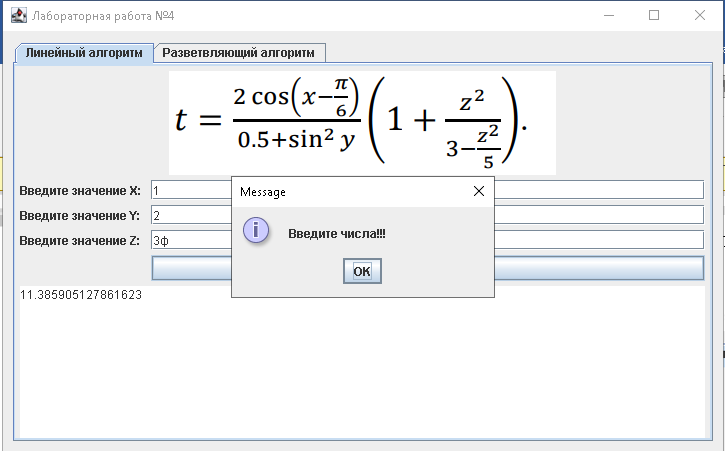 Лабораторная работа №4
Линейный алгоритм Разветвляющий алгоритм
t = 2 cos(x−π/6) / 0.5+sin² y (1 + z² / 3−z²/5).
Введите значение X: 1
Message
Введите значение Y: 2
Введите числа!!!
Введите значение Z: 3ф
OK
11.385905127861623